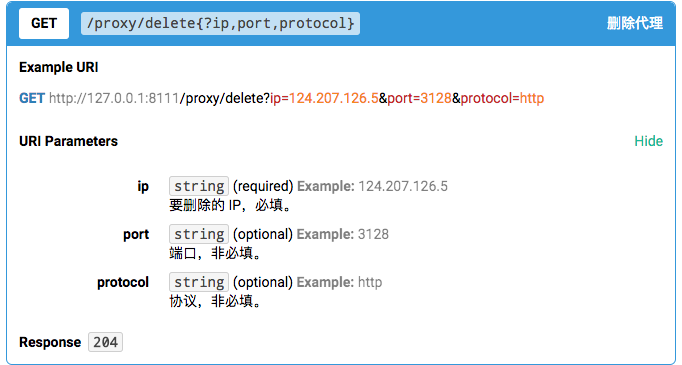 GET /proxy/delete{?ip,port,protocol} 删除代理
Example URI
GET http://127.0.0.1:8111/proxy/delete?ip=124.207.126.5&port=3128&protocol=http
URI Parameters Hide
ip string (required) Example: 124.207.126.5
要删除的 IP，必填。
port string (optional) Example: 3128
端口，非必填。
protocol string (optional) Example: http
协议，非必填。
Response 204